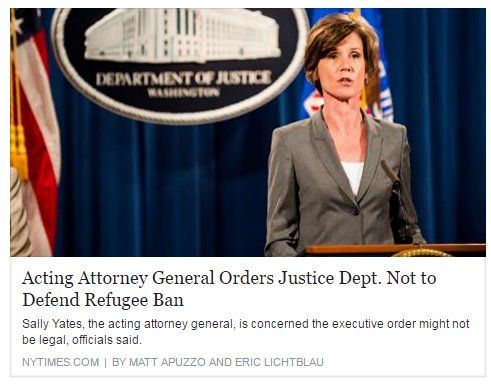 DEPARTMENT OF JUSTICE
WASHINGTON
Acting Attorney General Orders Justice Dept. Not to
Defend Refugee Ban
Sally Yates, the acting attorney general, is concerned the executive order might not
be legal, officials said.
NYTIMES.COM | BY MATT APUZZO AND ERIC LICHTBLAU